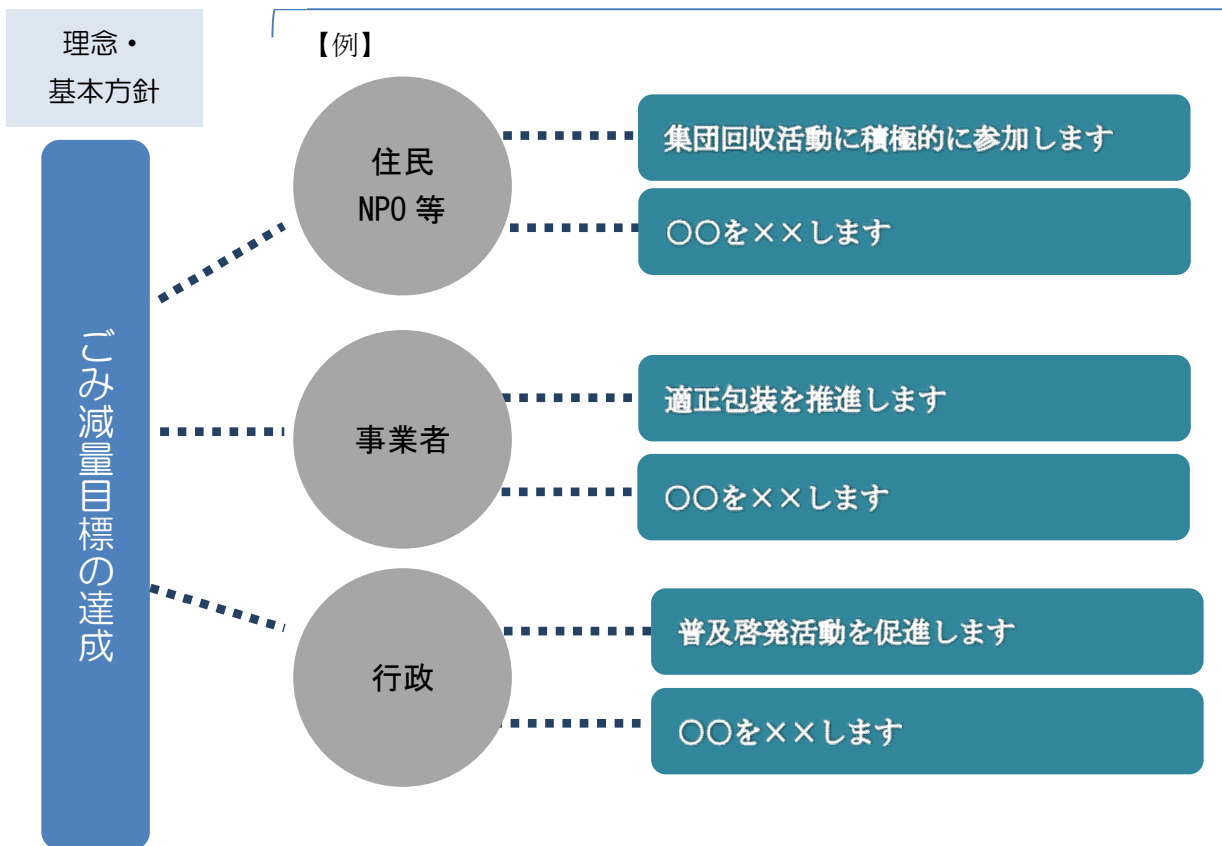 理念・
基本方針
【例】
ごみ減量目標の達成
住民
NPO 等
集団回収活動に積極的に参加します
〇〇を××します
事業者
適正包装を推進します
〇〇を××します
行政
普及啓発活動を促進します
〇〇を××します